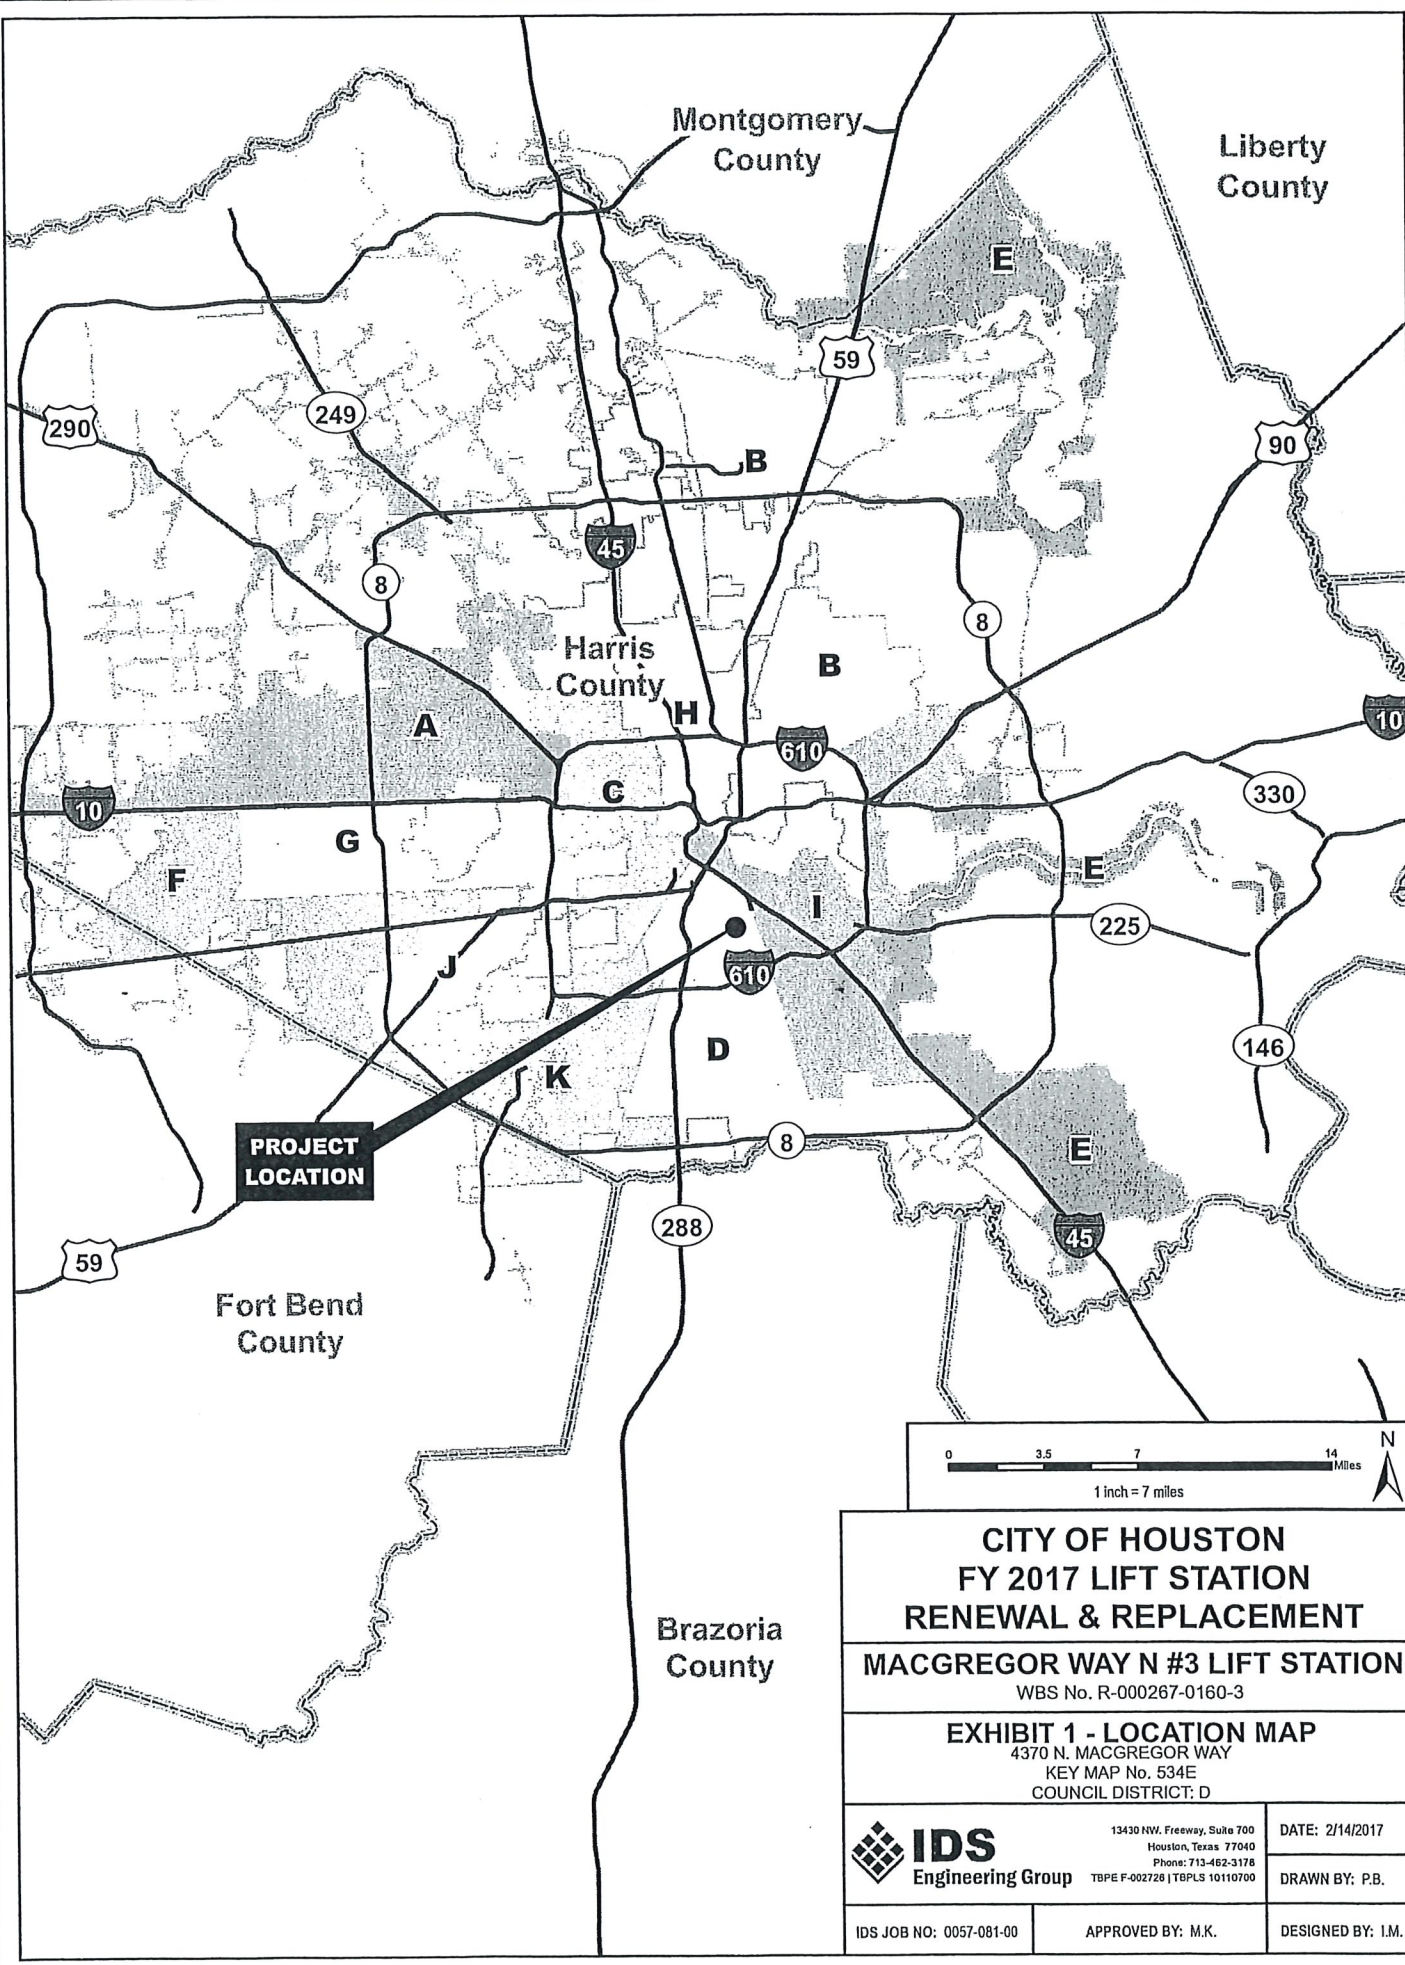 Montgomery
County
Liberty
County
E
59
290
249
90
B
45
8
8
Harris
County
B
H
A
610
10
C
10
330
G
F
E
I
225
J
610
D
146
K
PROJECT
LOCATION
8
E
288
45
59
Fort Bend
County
Brazoria
County
0 3.5 7 14
Miles
N
1 inch = 7 miles
CITY OF HOUSTON
FY 2017 LIFT STATION
RENEWAL & REPLACEMENT
MACGREGOR WAY N #3 LIFT STATION
WBS No. R-000267-0160-3
EXHIBIT 1 - LOCATION MAP
4370 N. MACGREGOR WAY
KEY MAP No. 534E
COUNCIL DISTRICT: D
IDS
Engineering Group
13430 NW. Freeway, Suite 700
Houston, Texas 77040
Phone: 713-462-3178
TBPE F-002726 | TBPLS 10110700
DATE: 2/14/2017
DRAWN BY: P.B.
IDS JOB NO: 0057-081-00
APPROVED BY: M.K.
DESIGNED BY: I.M.